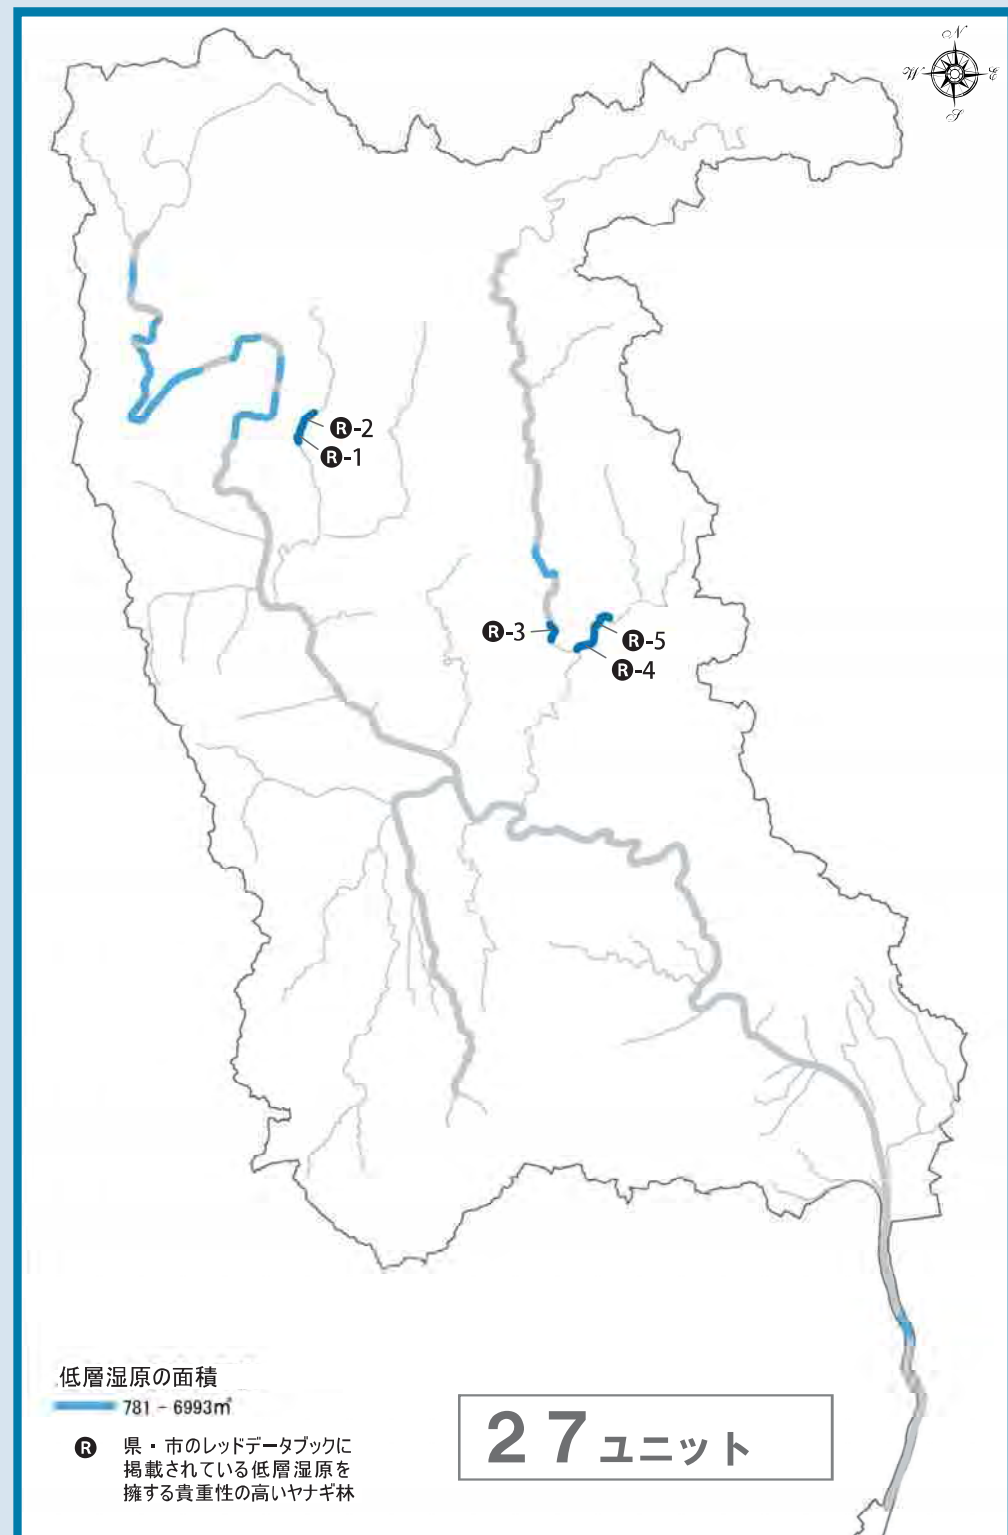 N
W E
S
R-2
R-1
R-3
R-5
R-4
低層湿原の面積
781 - 6993㎡
R 県・市のレッドデータブックに
掲載されている低層湿原を
擁する貴重性の高いヤナギ林
27ユニット